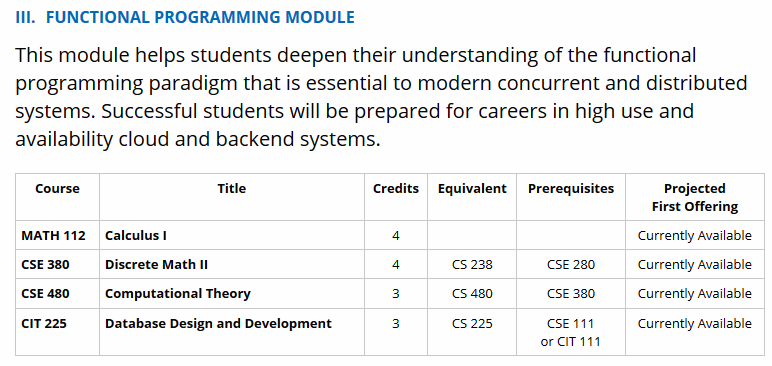 III. FUNCTIONAL PROGRAMMING MODULE
This module helps students deepen their understanding of the functional
programming paradigm that is essential to modern concurrent and distributed
systems. Successful students will be prepared for careers in high use and
availability cloud and backend systems.
Course Title Credits Equivalent Prerequisites Projected
First Offering
MATH 112 Calculus I 4 Currently Available
CSE 380 Discrete Math II 4 CS 238 CSE 280 Currently Available
CSE 480 Computational Theory 3 CS 480 CSE 380 Currently Available
CIT 225 Database Design and Development 3 CS 225 CSE 111 Currently Available
or CIT 111